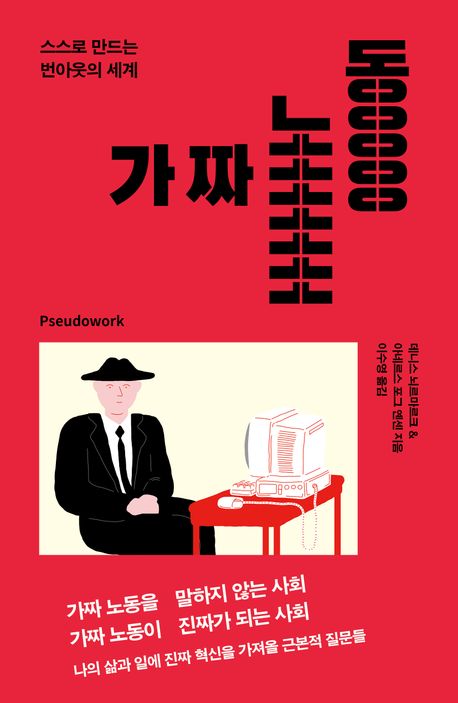 스스로 만드는
번아웃의 세계
가짜 노동
Pseudowork
데니스 뇌르마르크 &
아네르스 포그 옌센 지음
이수영 옮김
가짜 노동을 말하지 않는 사회
가짜 노동이 진짜가 되는 사회
나의 삶과 일에 진짜 혁신을 가져올 근본적 질문들